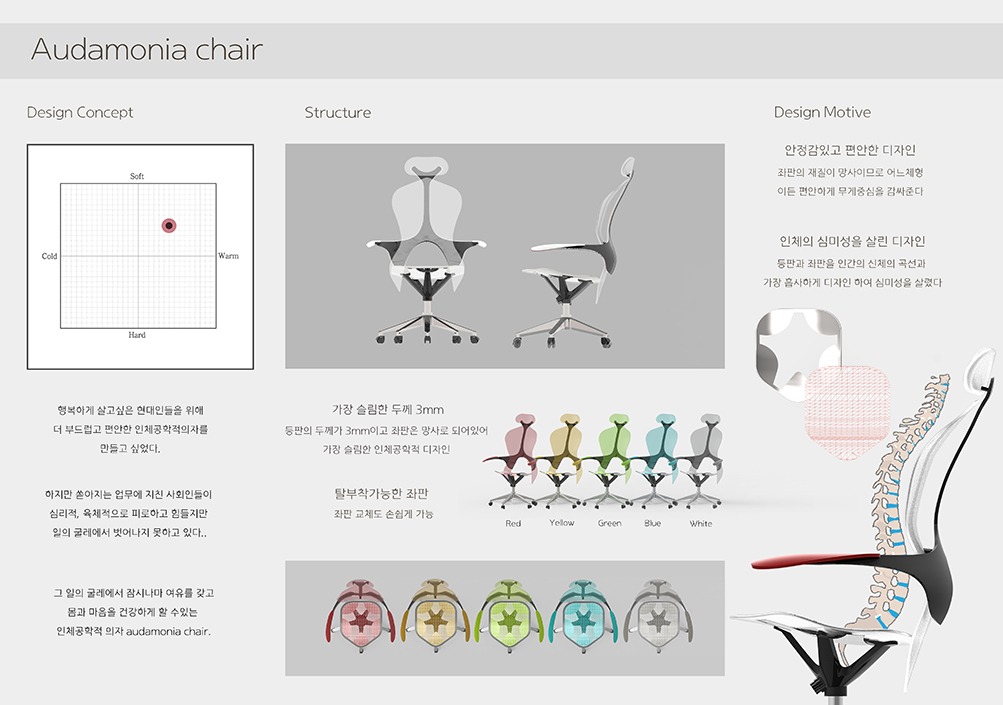 Audamonia chair
Design Concept
Soft
Cold
Warm
Hard
행복하게 살고싶은 현대인들을 위해
더 부드럽고 편안한 인체공학적의자를
만들고 싶었다.
하지만 쏟아지는 업무에 지친 사회인들이
심리적, 육체적으로 피로하고 힘들지만
일의 굴레에서 벗어나지 못하고 있다..
그 일의 굴레에서 잠시나마 여유를 갖고
몸과 마음을 건강하게 할 수있는
인체공학적 의자 audamonia chair.
Structure
가장 슬림한 두께 3mm
등판의 두께가 3mm이고 좌판은 망사로 되어있어
가장 슬림한 인체공학적 디자인
탈부착가능한 좌판
좌판 교체도 손쉽게 가능
Red
Yellow
Green
Blue
White
Design Motive
안정감있고 편안한 디자인
좌판의 재질이 망사이므로 어느체형
이든 편안하게 무게중심을 감싸준다
인체의 심미성을 살린 디자인
등판과 좌판을 인간의 신체의 곡선과
가장 흡사하게 디자인 하여 심미성을 살렸다